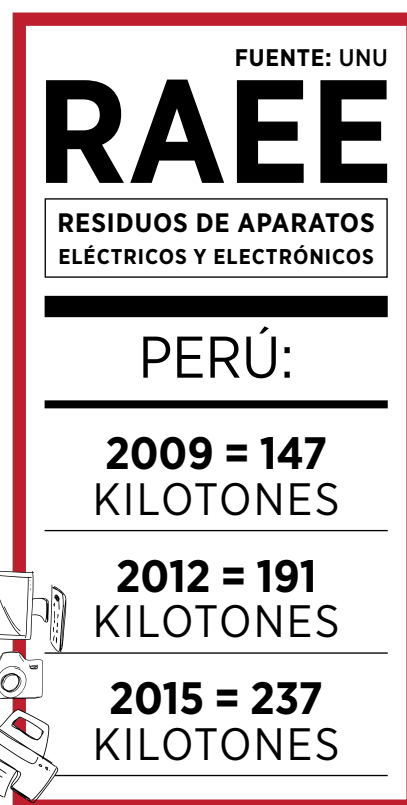 FUENTE: UNU
RAEE
RESIDUOS DE APARATOS
ELÉCTRICOS Y ELECTRÓNICOS
PERÚ:
2009 = 147
KILOTONES
2012 = 191
KILOTONES
2015 = 237
KILOTONES